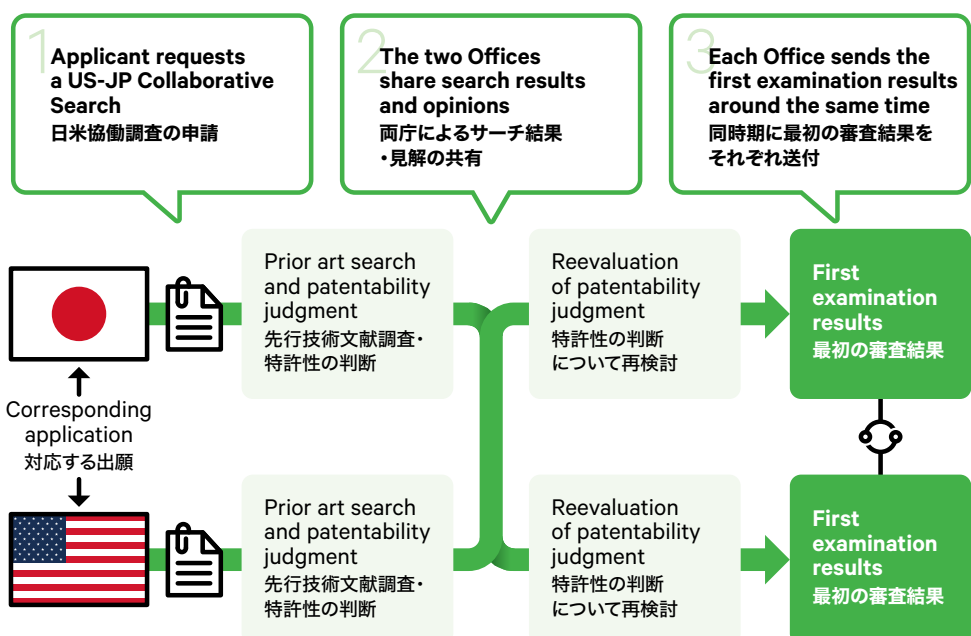 1
Applicant requests
a US-JP Collaborative
Search
日米協働調査の申請
2
The two Offices
share search results
and opinions
両庁によるサーチ結果
・見解の共有
3
Each Office sends the
first examination results
around the same time
同時期に最初の審査結果を
それぞれ送付
Prior art search
and patentability
judgment
先行技術文献調査・
特許性の判断
Reevaluation
of patentability
judgment
特許性の判断
について再検討
First
examination
results
最初の審査結果
Corresponding
application
対応する出願
Prior art search
and patentability
judgment
先行技術文献調査・
特許性の判断
Reevaluation
of patentability
judgment
特許性の判断
について再検討
First
examination
results
最初の審査結果